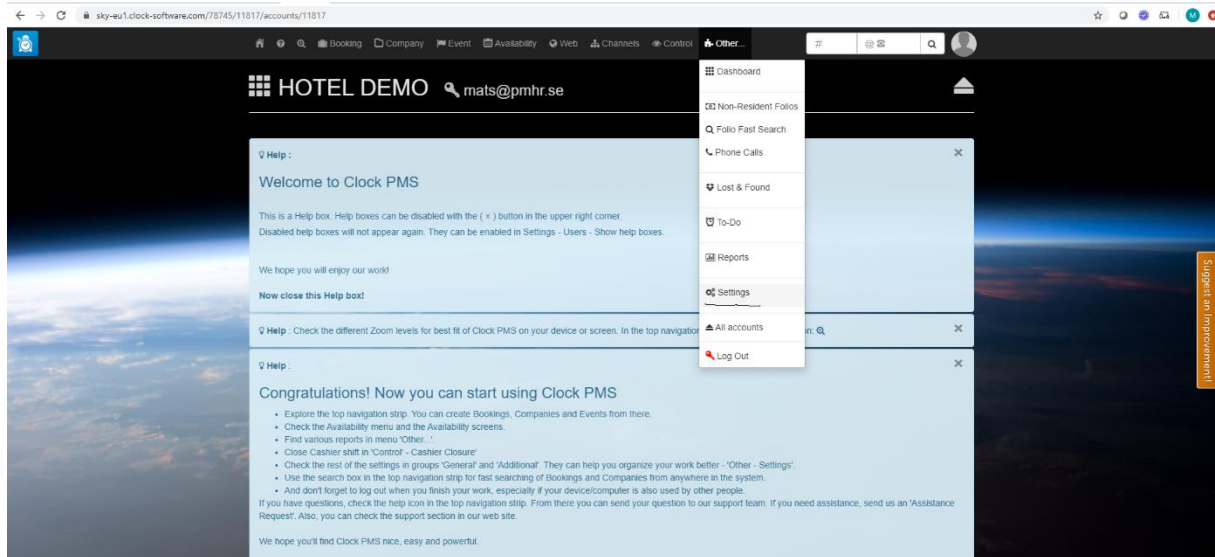 sky-eu1.clock-software.com/78745/11817/accounts/11817
Booking Company Event Availability Web Channels Control Other... # @
HOTEL DEMO mats@pmhr.se
Dashboard
Non-Resident Folios
Folio Fast Search
Phone Calls
Lost & Found
To-Do
Reports
Settings
All accounts
Log Out
Help :
Welcome to Clock PMS
This is a Help box. Help boxes can be disabled with the ( × ) button in the upper right corner.
Disabled help boxes will not appear again. They can be enabled in Settings - Users - Show help boxes.
We hope you will enjoy our work!
Now close this Help box!
Help : Check the different Zoom levels for best fit of Clock PMS on your device or screen. In the top navigation on:
Help :
Congratulations! Now you can start using Clock PMS
• Explore the top navigation strip. You can create Bookings, Companies and Events from there.
• Check the Availability menu and the Availability screens.
• Find various reports in menu 'Other...'.
• Close Cashier shift in 'Control' - Cashier Closure'
• Check the rest of the settings in groups 'General' and 'Additional'. They can help you organize your work better - 'Other - Settings'.
• Use the search box in the top navigation strip for fast searching of Bookings and Companies from anywhere in the system.
• And don't forget to log out when you finish your work, especially if your device/computer is also used by other people.
If you have questions, check the help icon in the top navigation strip. From there you can send your question to our support team. If you need assistance, send us an 'Assistance
Request'. Also, you can check the support section in our web site.
We hope you'll find Clock PMS nice, easy and powerful.
Suggest an Improvement!
M